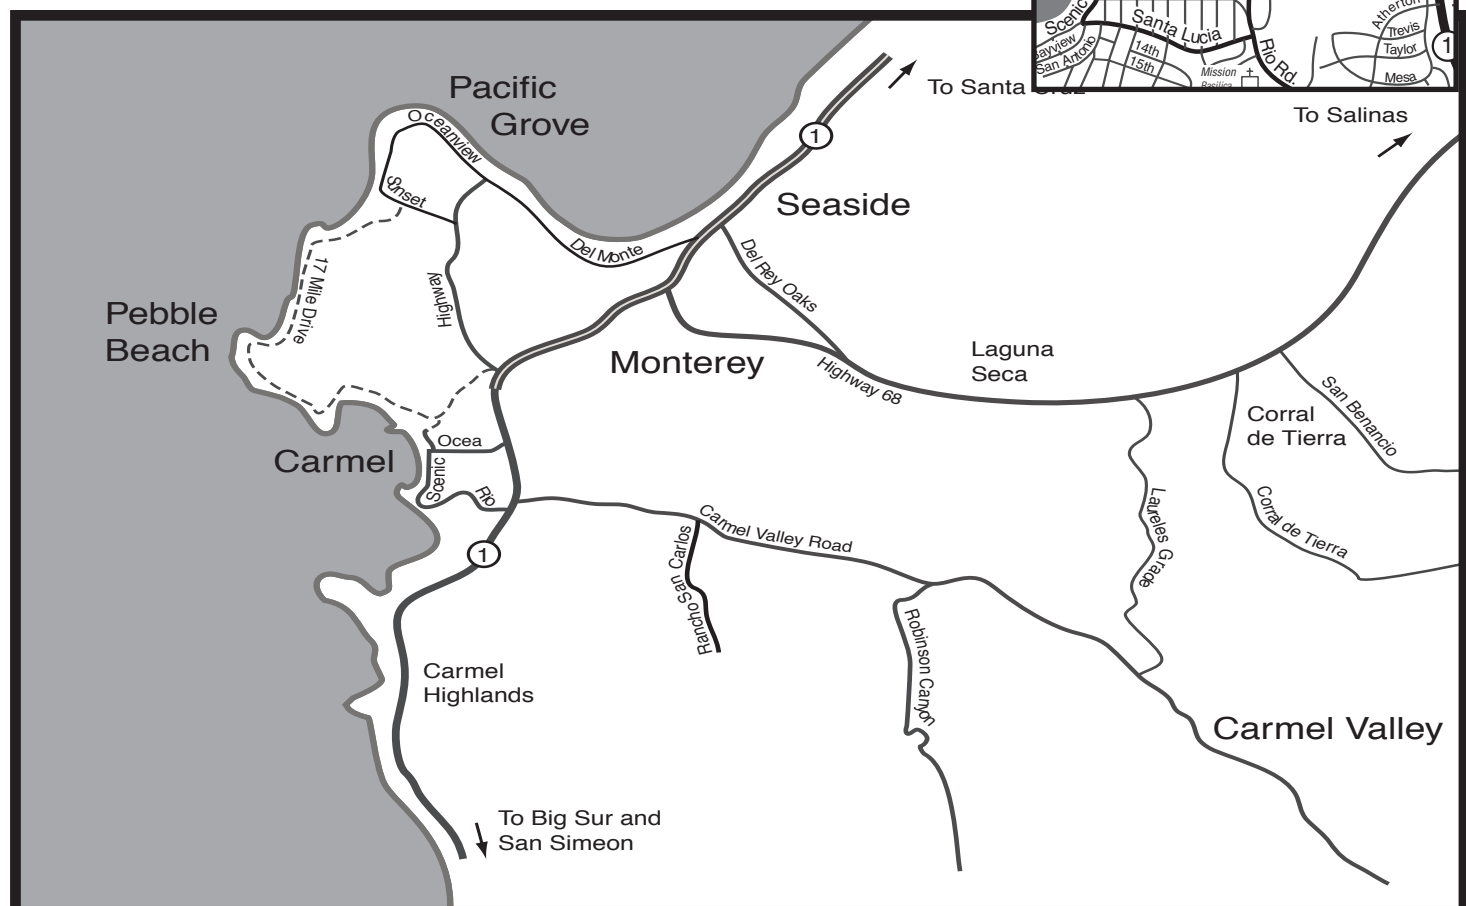 Scenic
Santa Lucia
Atherton
Trevis
Taylor
Mesa
1
San Antonio
14th
15th
Mission
Rio Rd.
To Santa
To Salinas
Pacific
Grove
Oceanview
Sunset
1
Seaside
Del Monte
Del Rey Oaks
17 Mile Drive
Highway
Pebble
Beach
Monterey
Highway 68
Laguna
Seca
Corral
de Tierra
San Benancio
Carmel
Ocea
Scenic
Rio
Laureles Grade
Corral de Tierra
Carmel Valley Road
Rancho San Carlos
1
Robinson Canyon
Carmel
Highlands
Carmel Valley
To Big Sur and
San Simeon